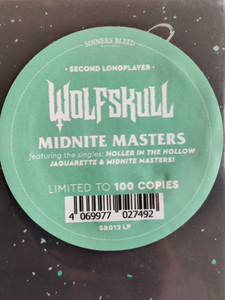 SINNERS BLEED
• SECOND LONGPLAYER •
WOLFSKULL
MIDNITE MASTERS
featuring the singles: HOLLER IN THE HOLLOW
JAGUARETTE & MIDNITE MASTERS!
LIMITED TO 100 COPIES
4 069977 027492
SB012 LP